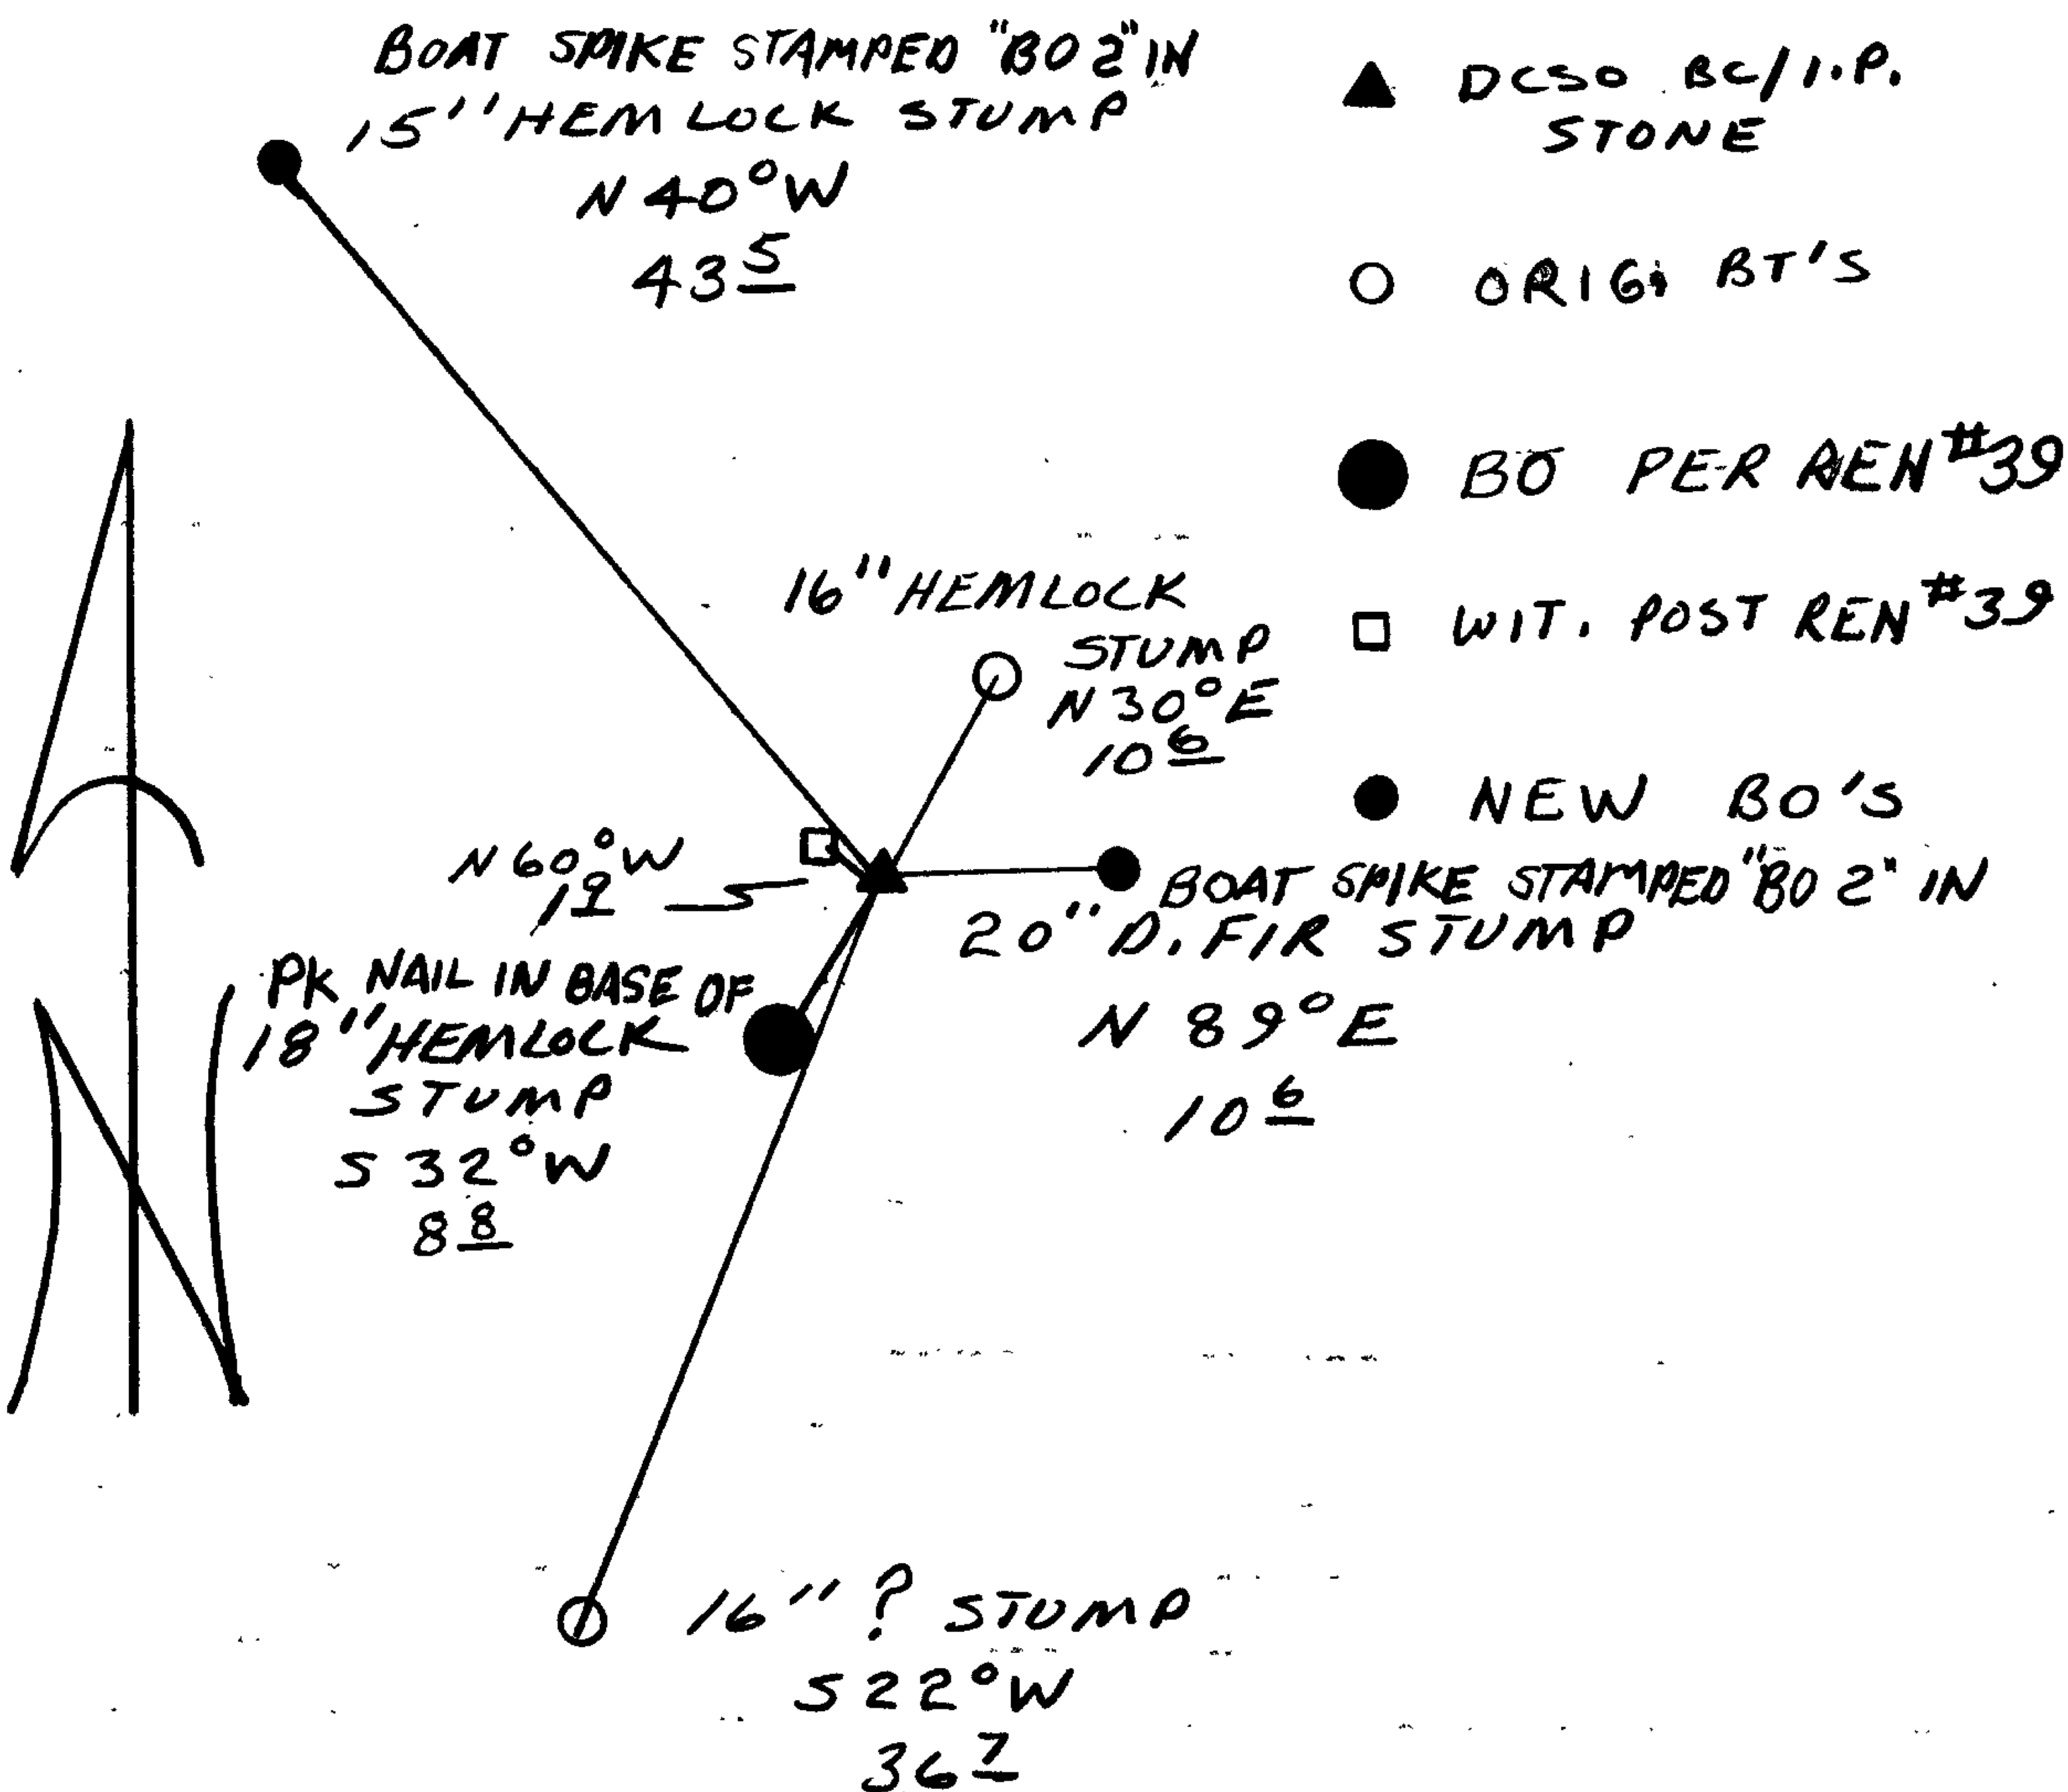 BOAT SPIKE STAMPED "BO 2" IN
15" HEMLOCK STUMP
N 40° W
43 5
DCSO BC/I.P.
STONE
ORIG. BT'S
BO PER REN #39
WIT. POST REN #39
NEW BO'S
16" HEMLOCK
STUMP
N 30° E
10 6
N 60° W
1 9
BOAT SPIKE STAMPED "BO 2" IN
20" D. FIR STUMP
N 89° E
10 6
PK NAIL IN BASE OF
18" HEMLOCK
STUMP
S 32° W
8 8
16" ? STUMP
S 22° W
36 7
N